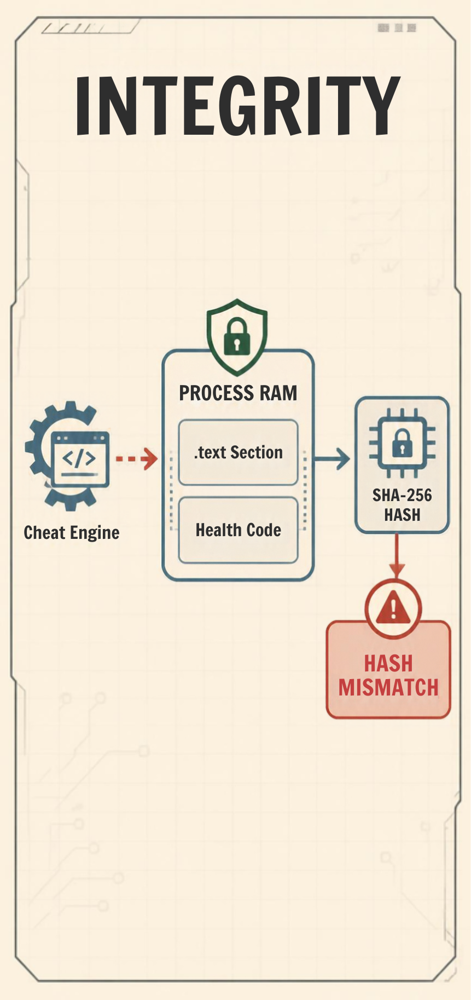 INTEGRITY
PROCESS RAM
.text Section
Health Code
Cheat Engine
</>
SHA-256
HASH
HASH
MISMATCH